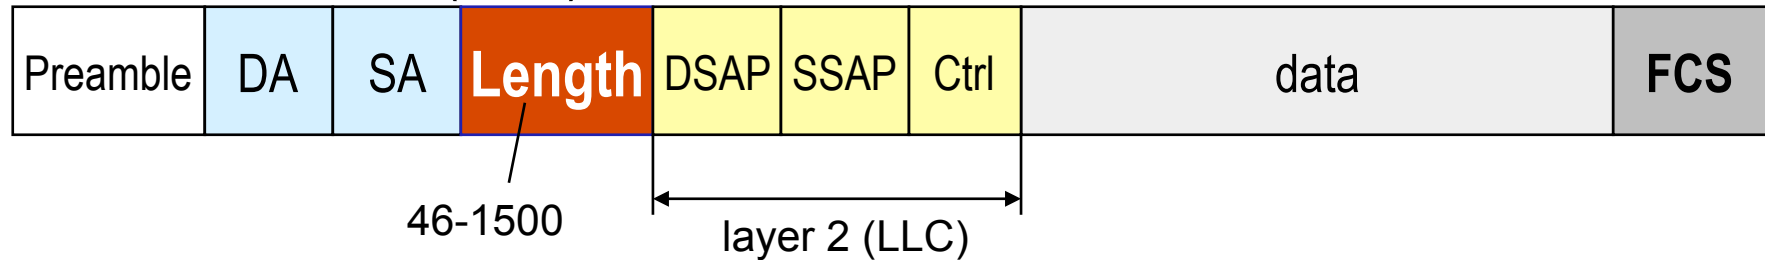 Preamble DA SA Length DSAP SSAP Ctrl data FCS
46-1500
layer 2 (LLC)